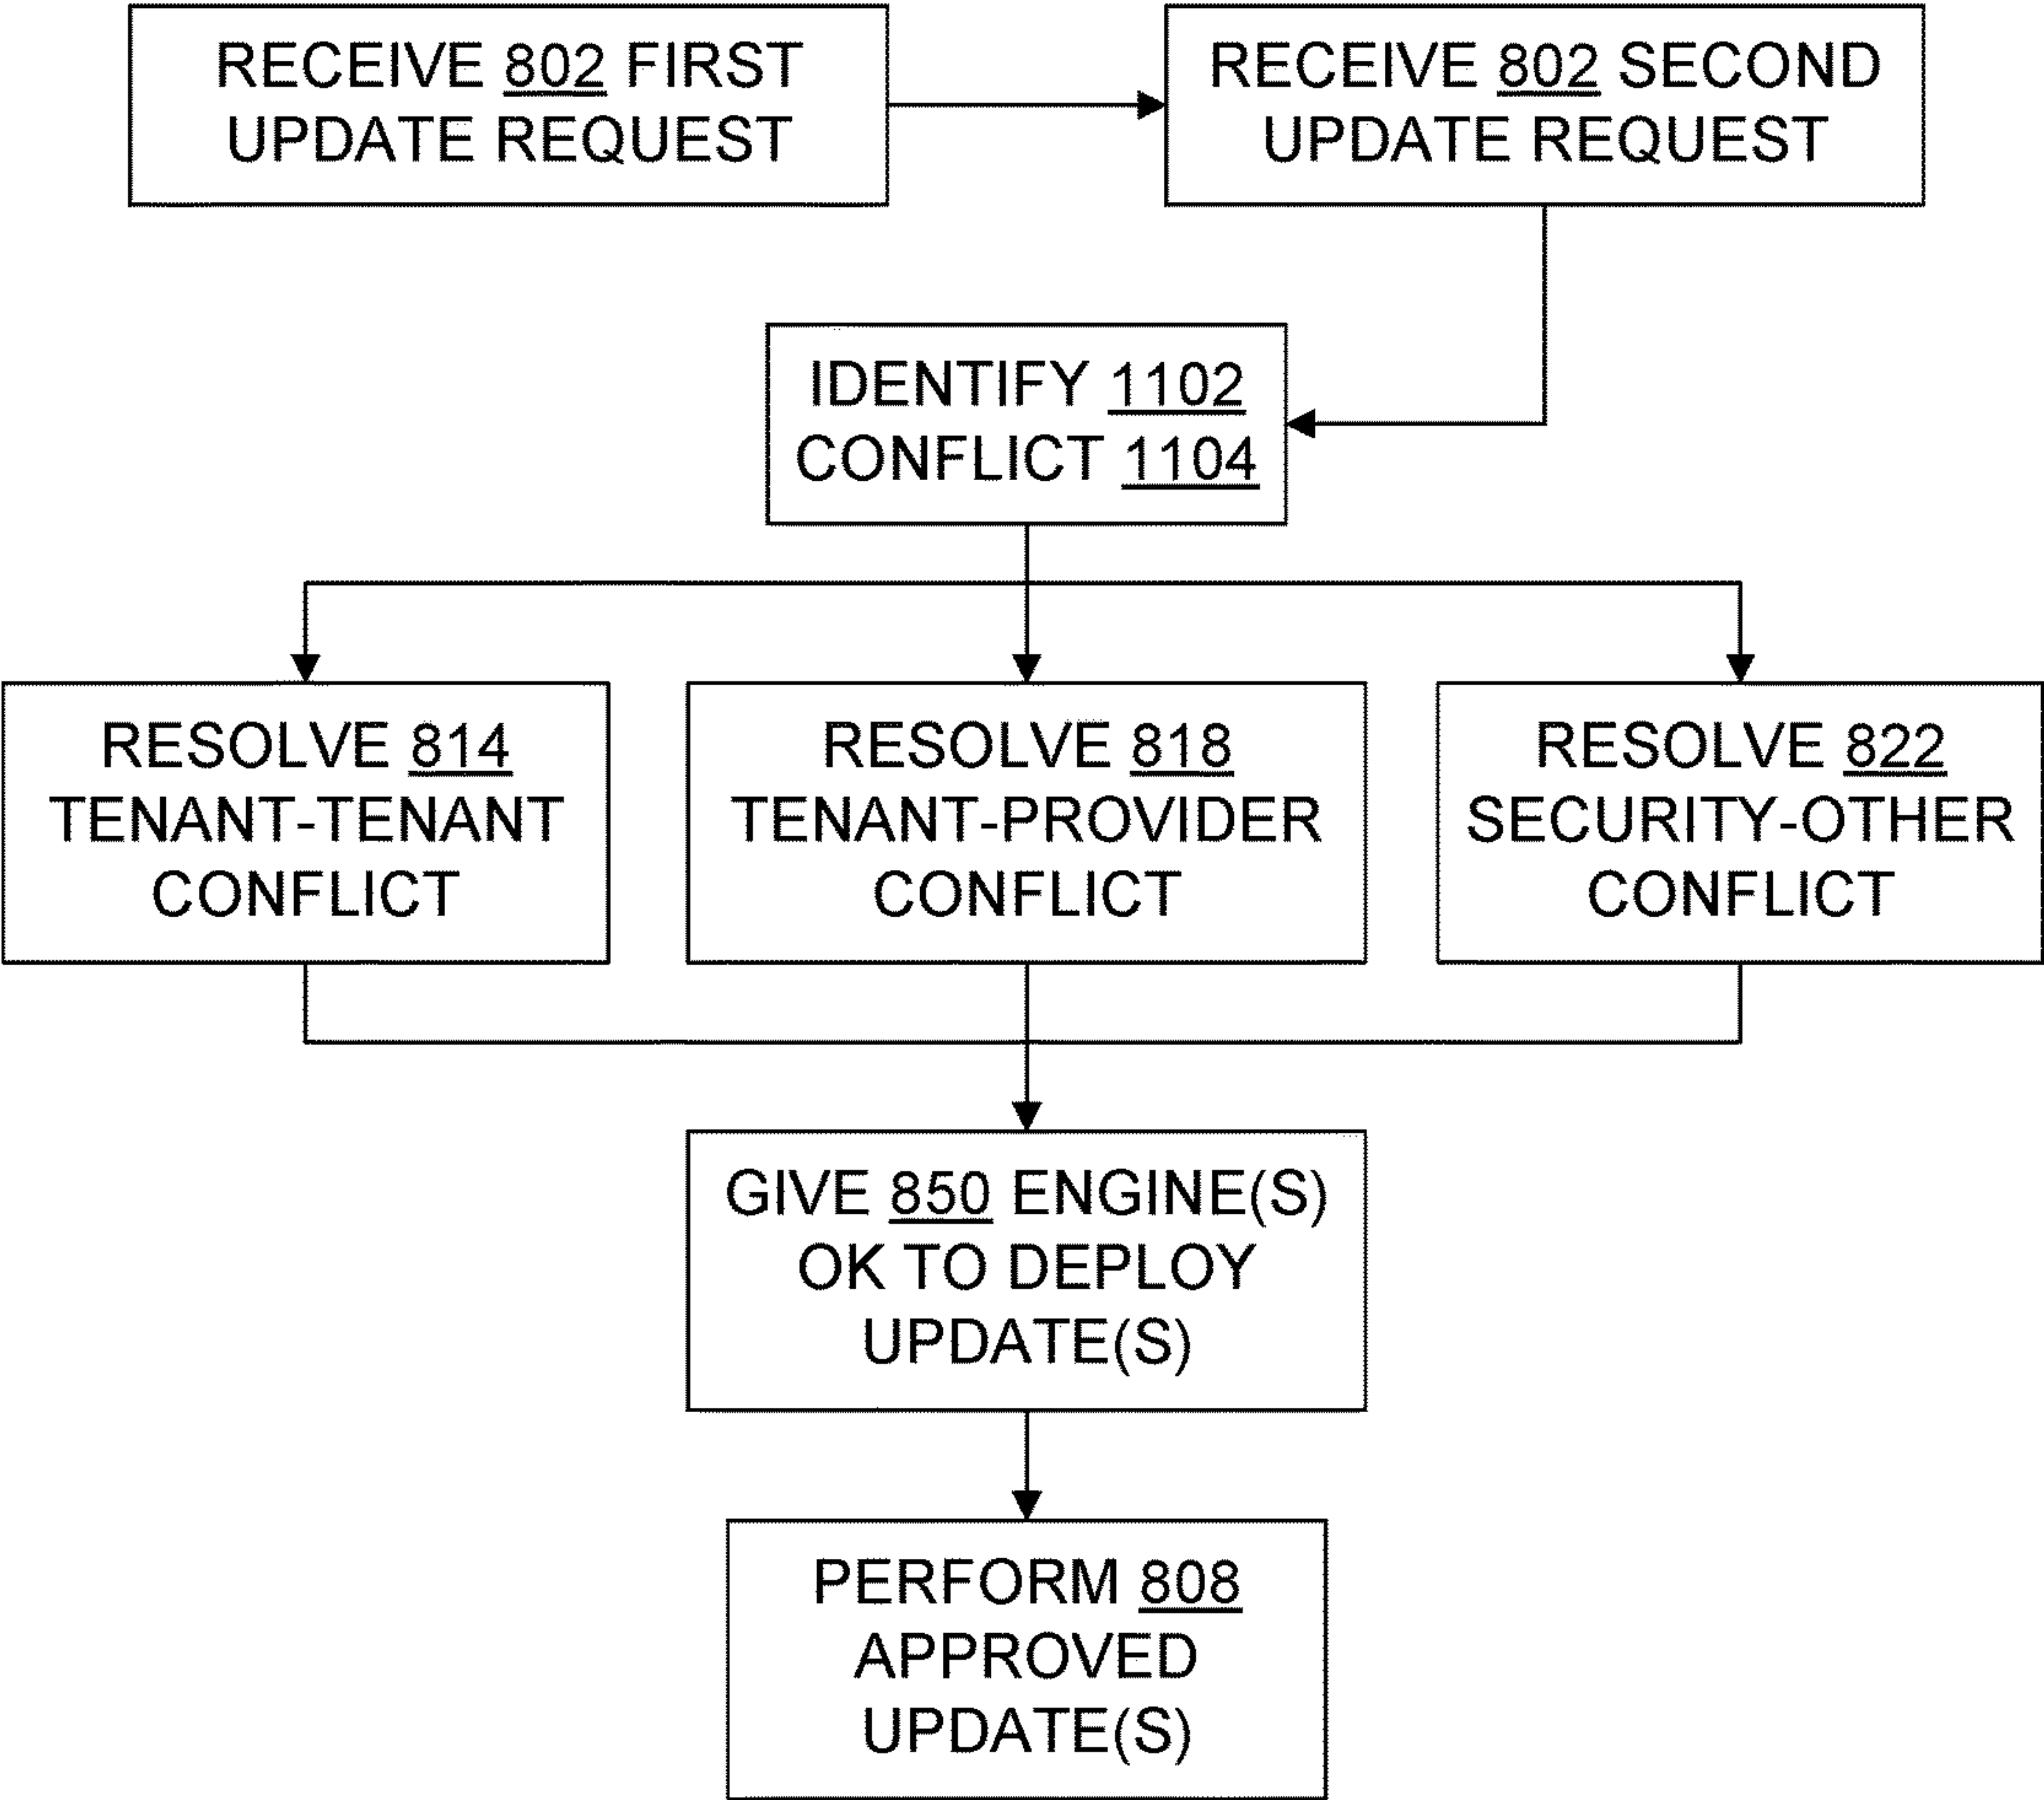 RECEIVE 802 FIRST
UPDATE REQUEST
RECEIVE 802 SECOND
UPDATE REQUEST
IDENTIFY 1102
CONFLICT 1104
RESOLVE 814
TENANT-TENANT
CONFLICT
RESOLVE 818
TENANT-PROVIDER
CONFLICT
RESOLVE 822
SECURITY-OTHER
CONFLICT
GIVE 850 ENGINE(S)
OK TO DEPLOY
UPDATE(S)
PERFORM 808
APPROVED
UPDATE(S)